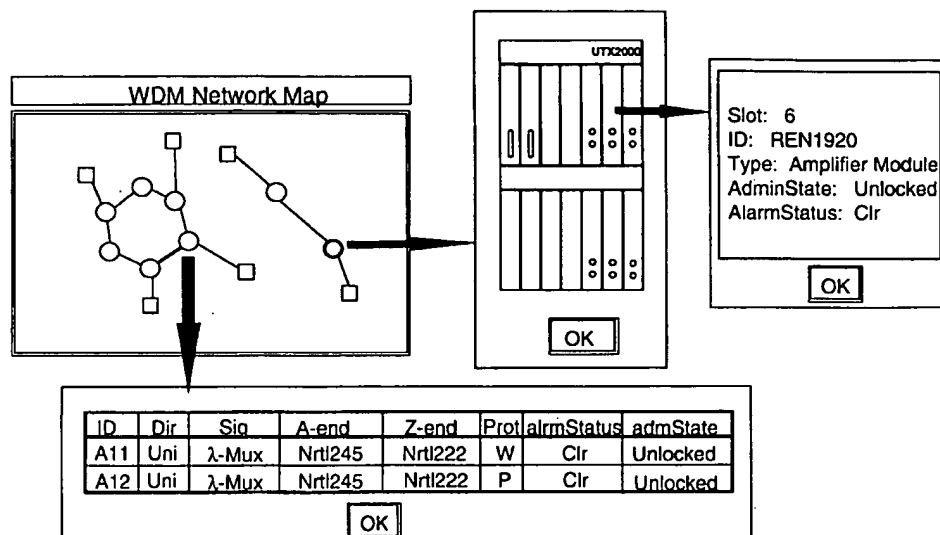 WDM Network Map
UTX2000
OK
Slot: 6
ID: REN1920
Type: Amplifier Module
AdminState: Unlocked
AlarmStatus: Clr
OK
ID Dir Sig A-end Z-end Prot alrmStatus admState
A11 Uni λ-Mux Nrtl245 Nrtl222 W Clr Unlocked
A12 Uni λ-Mux Nrtl245 Nrtl222 P Clr Unlocked
OK